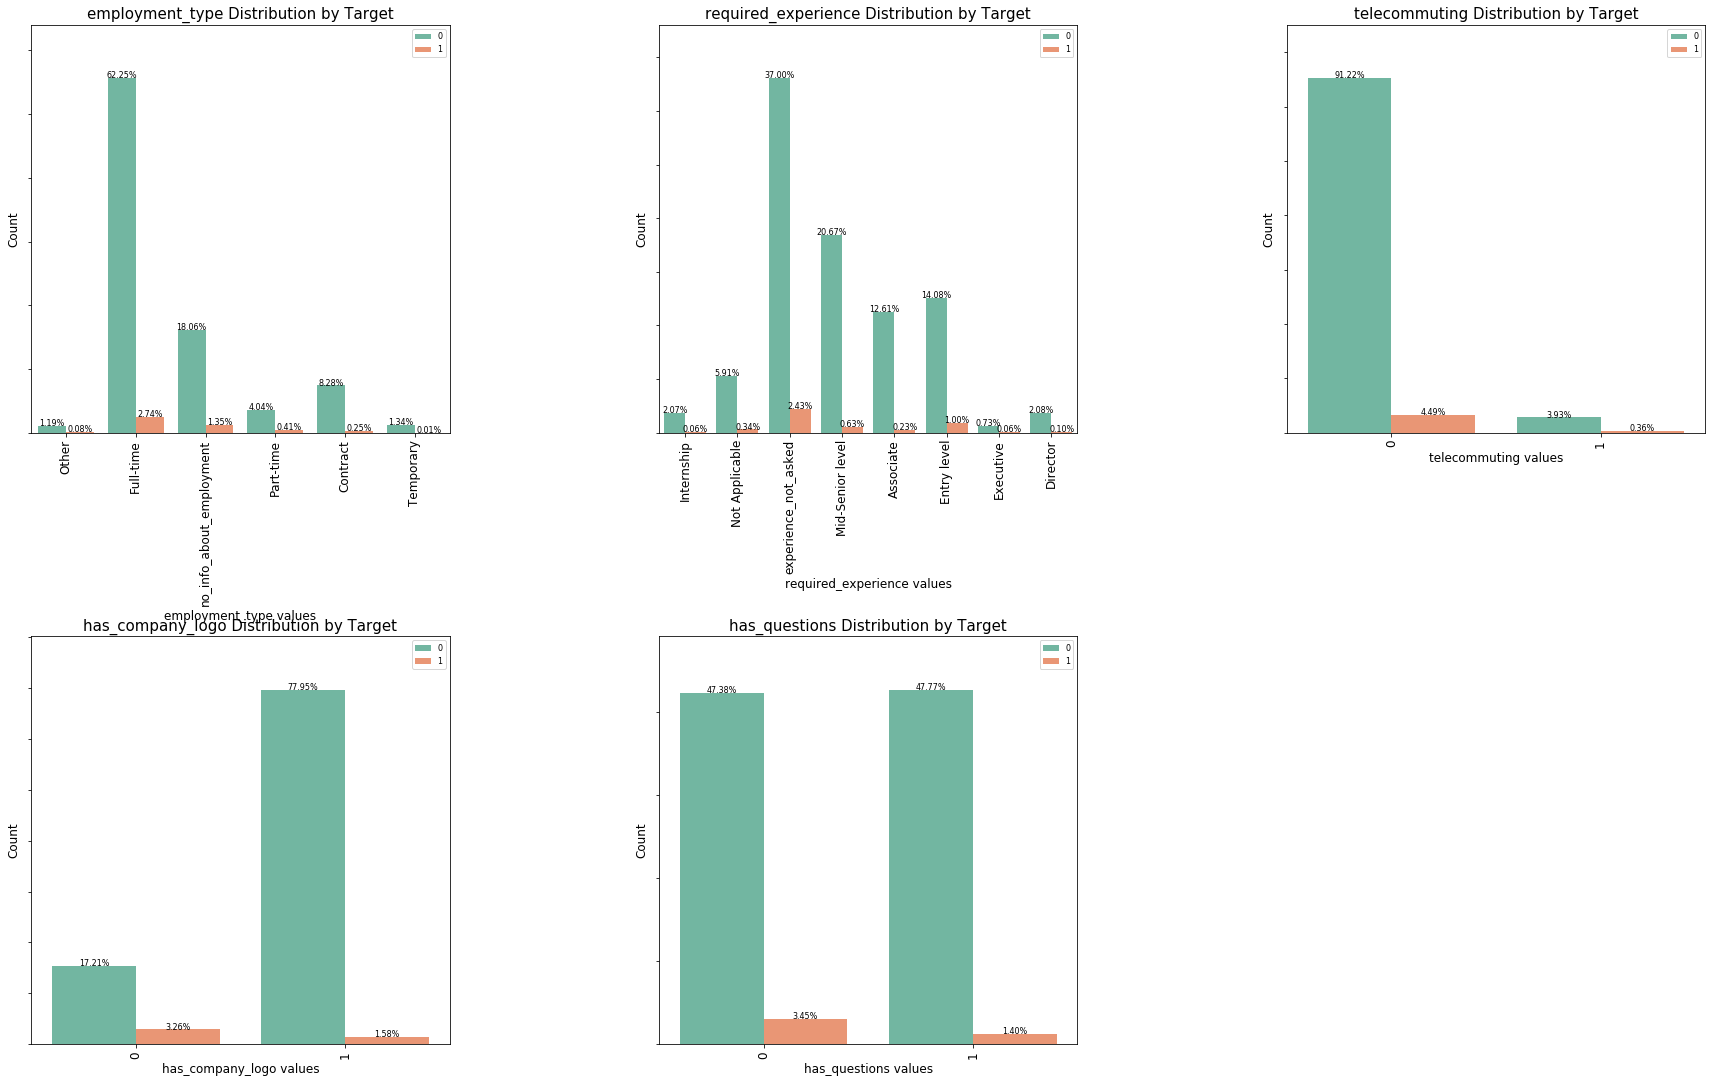 employment_type Distribution by Target
0
1
Count
1.19%
0.08%
62.25%
2.74%
18.06%
1.35%
4.04%
0.41%
8.28%
0.25%
1.34%
0.01%
Other
Full-time
no_info_about_employment
Part-time
Contract
Temporary
employment_type values
required_experience Distribution by Target
0
1
Count
2.07%
0.06%
5.91%
0.34%
37.00%
2.43%
20.67%
0.63%
12.61%
0.23%
14.08%
1.00%
0.73%
0.06%
2.08%
0.10%
Internship
Not Applicable
experience_not_asked
Mid-Senior level
Associate
Entry level
Executive
Director
required_experience values
telecommuting Distribution by Target
0
1
Count
91.22%
4.49%
3.93%
0.36%
0
1
telecommuting values
has_company_logo Distribution by Target
0
1
Count
17.21%
3.26%
77.95%
1.58%
0
1
has_company_logo values
has_questions Distribution by Target
0
1
Count
47.38%
3.45%
47.77%
1.40%
0
1
has_questions values